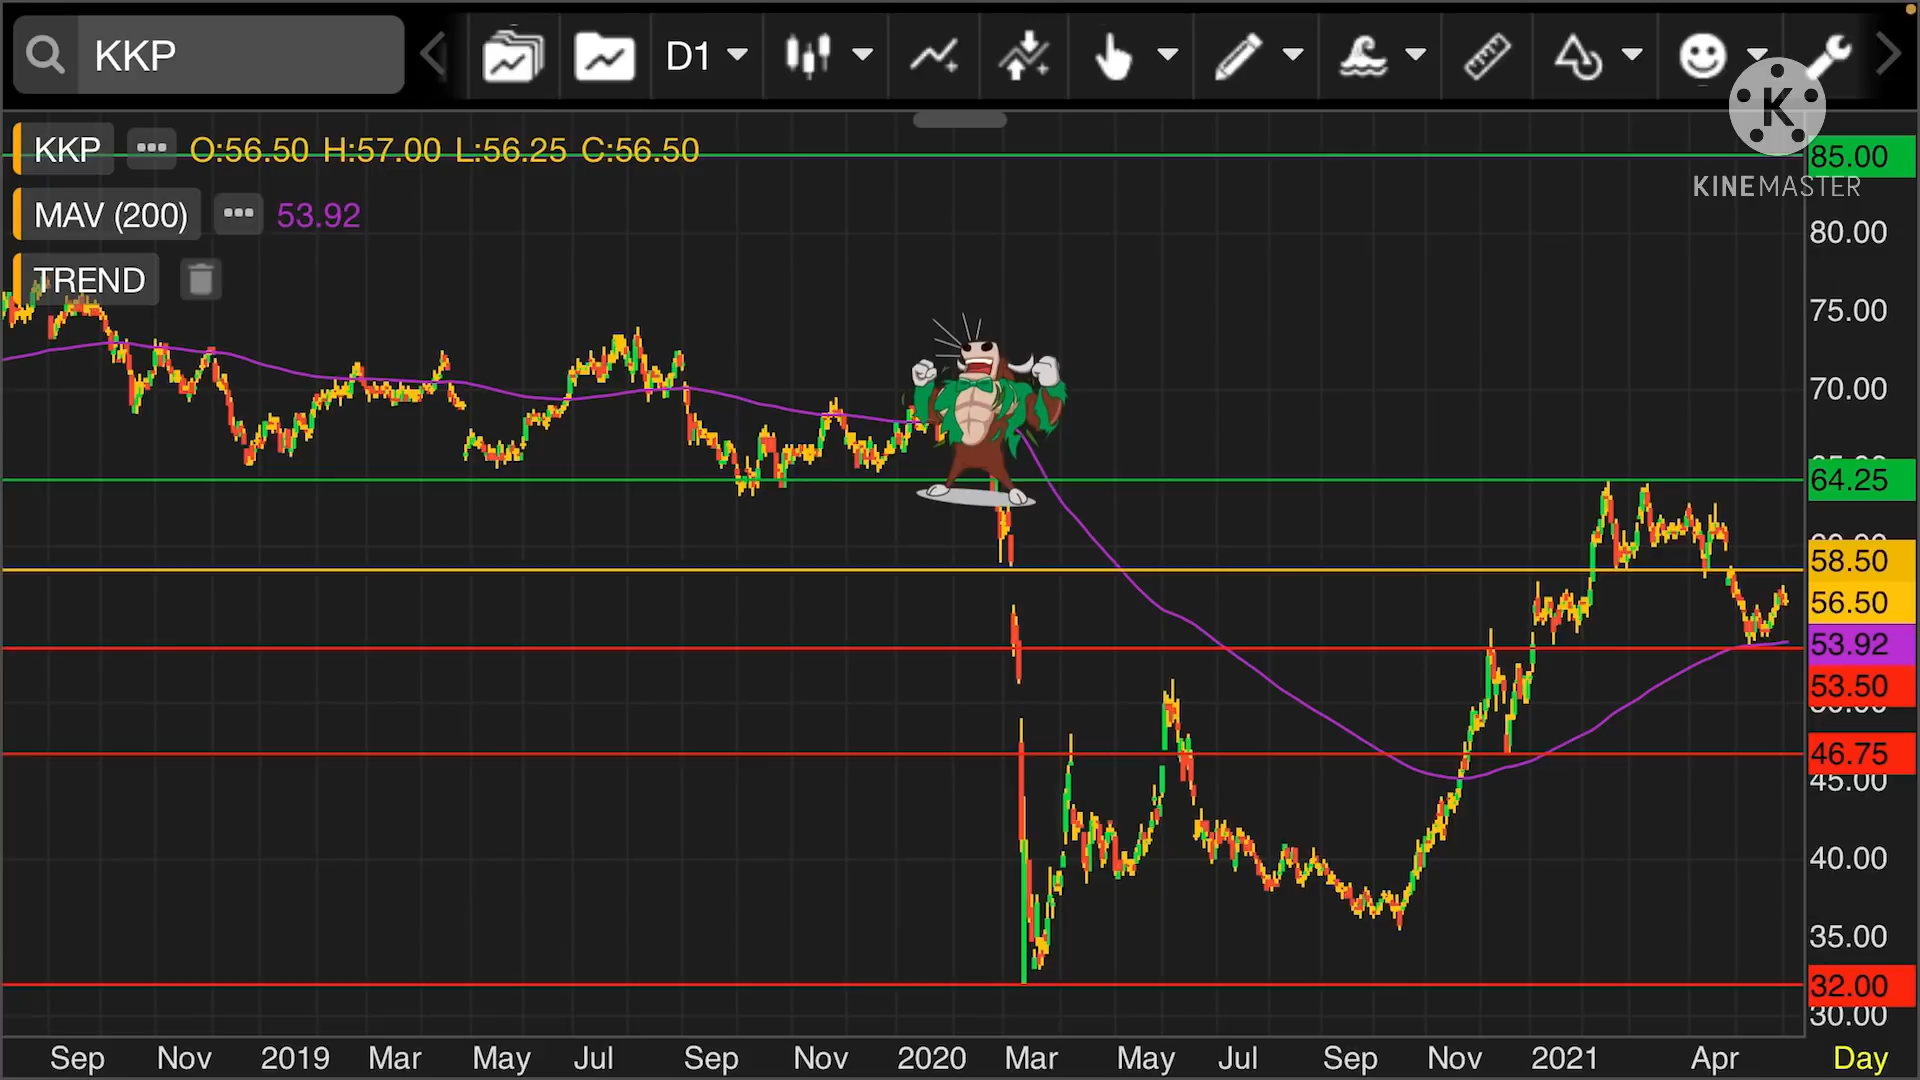 KKP
D1
KKP ••• O:56.50 H:57.00 L:56.25 C:56.50
MAV (200) ••• 53.92
TREND
K
KINEMASTER
85.00
80.00
75.00
70.00
64.25
58.50
56.50
53.92
53.50
46.75
45.00
40.00
35.00
32.00
30.00
Sep Nov 2019 Mar May Jul Sep Nov 2020 Mar May Jul Sep Nov 2021 Apr Day